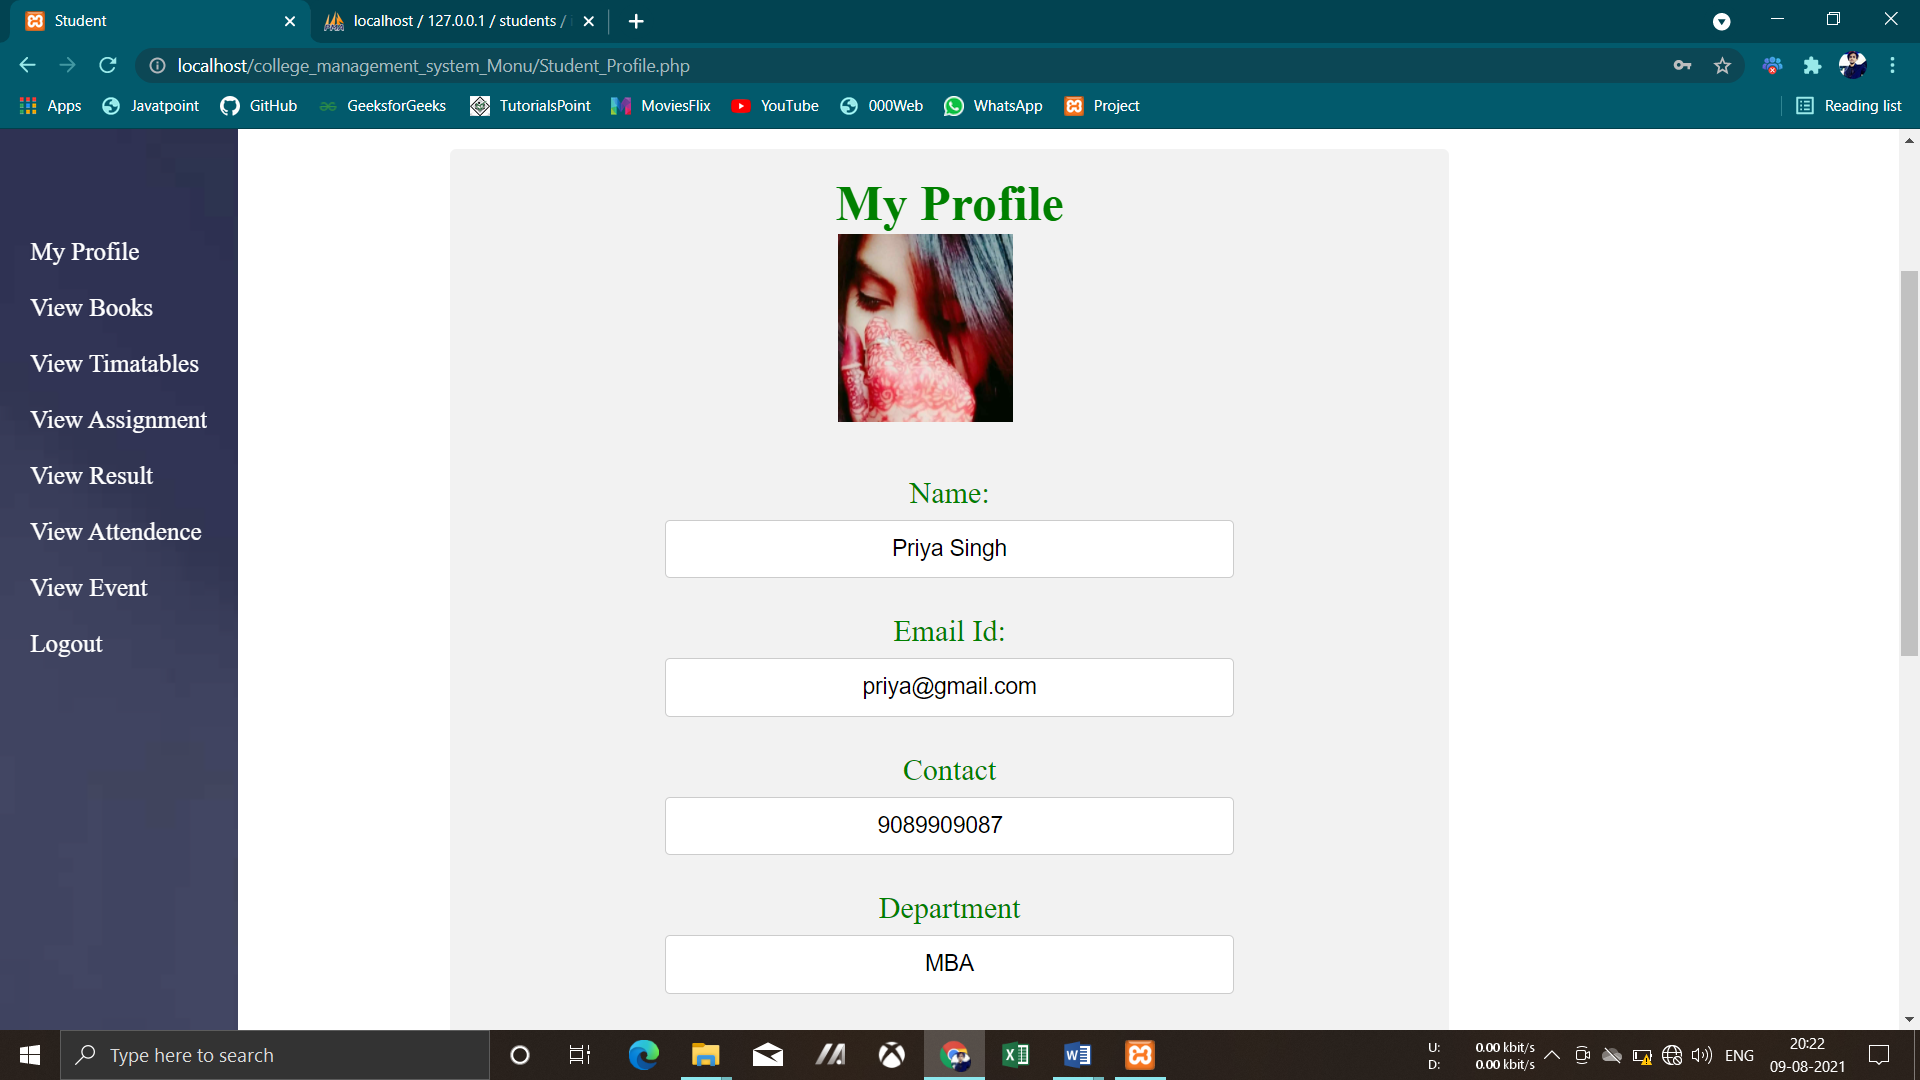 Student
localhost / 127.0.0.1 / students /
localhost/college_management_system_Monu/Student_Profile.php
Apps
Javatpoint
GitHub
GeeksforGeeks
TutorialsPoint
MoviesFlix
YouTube
000Web
WhatsApp
Project
Reading list
My Profile
View Books
View Timatables
View Assignment
View Result
View Attendence
View Event
Logout
My Profile
Name:
Priya Singh
Email Id:
priya@gmail.com
Contact
9089909087
Department
MBA
Type here to search
U: 0.00 kbit/s
D: 0.00 kbit/s
ENG
20:22
09-08-2021